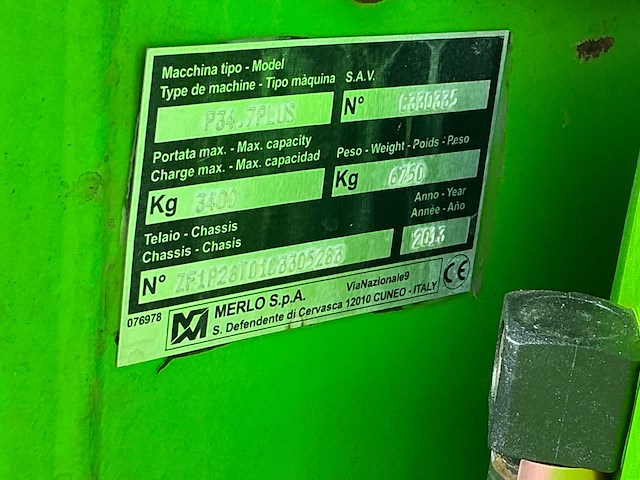 Macchina tipo - Model
Type de machine - Tipo màquina
P34.7PLUS
S.A.V.
N°
Portata max. - Max. capacity
Charge max. - Max. capacidad
Kg 3400
Peso - Weight - Poids - Peso
Kg 6750
Telaio - Chassis
Chassis - Chasis
N°
Anno - Year
Année - Año
2013
076978
MERLO S.p.A. ViaNazionale9
S. Defendente di Cervasca 12010 CUNEO - ITALY
CE